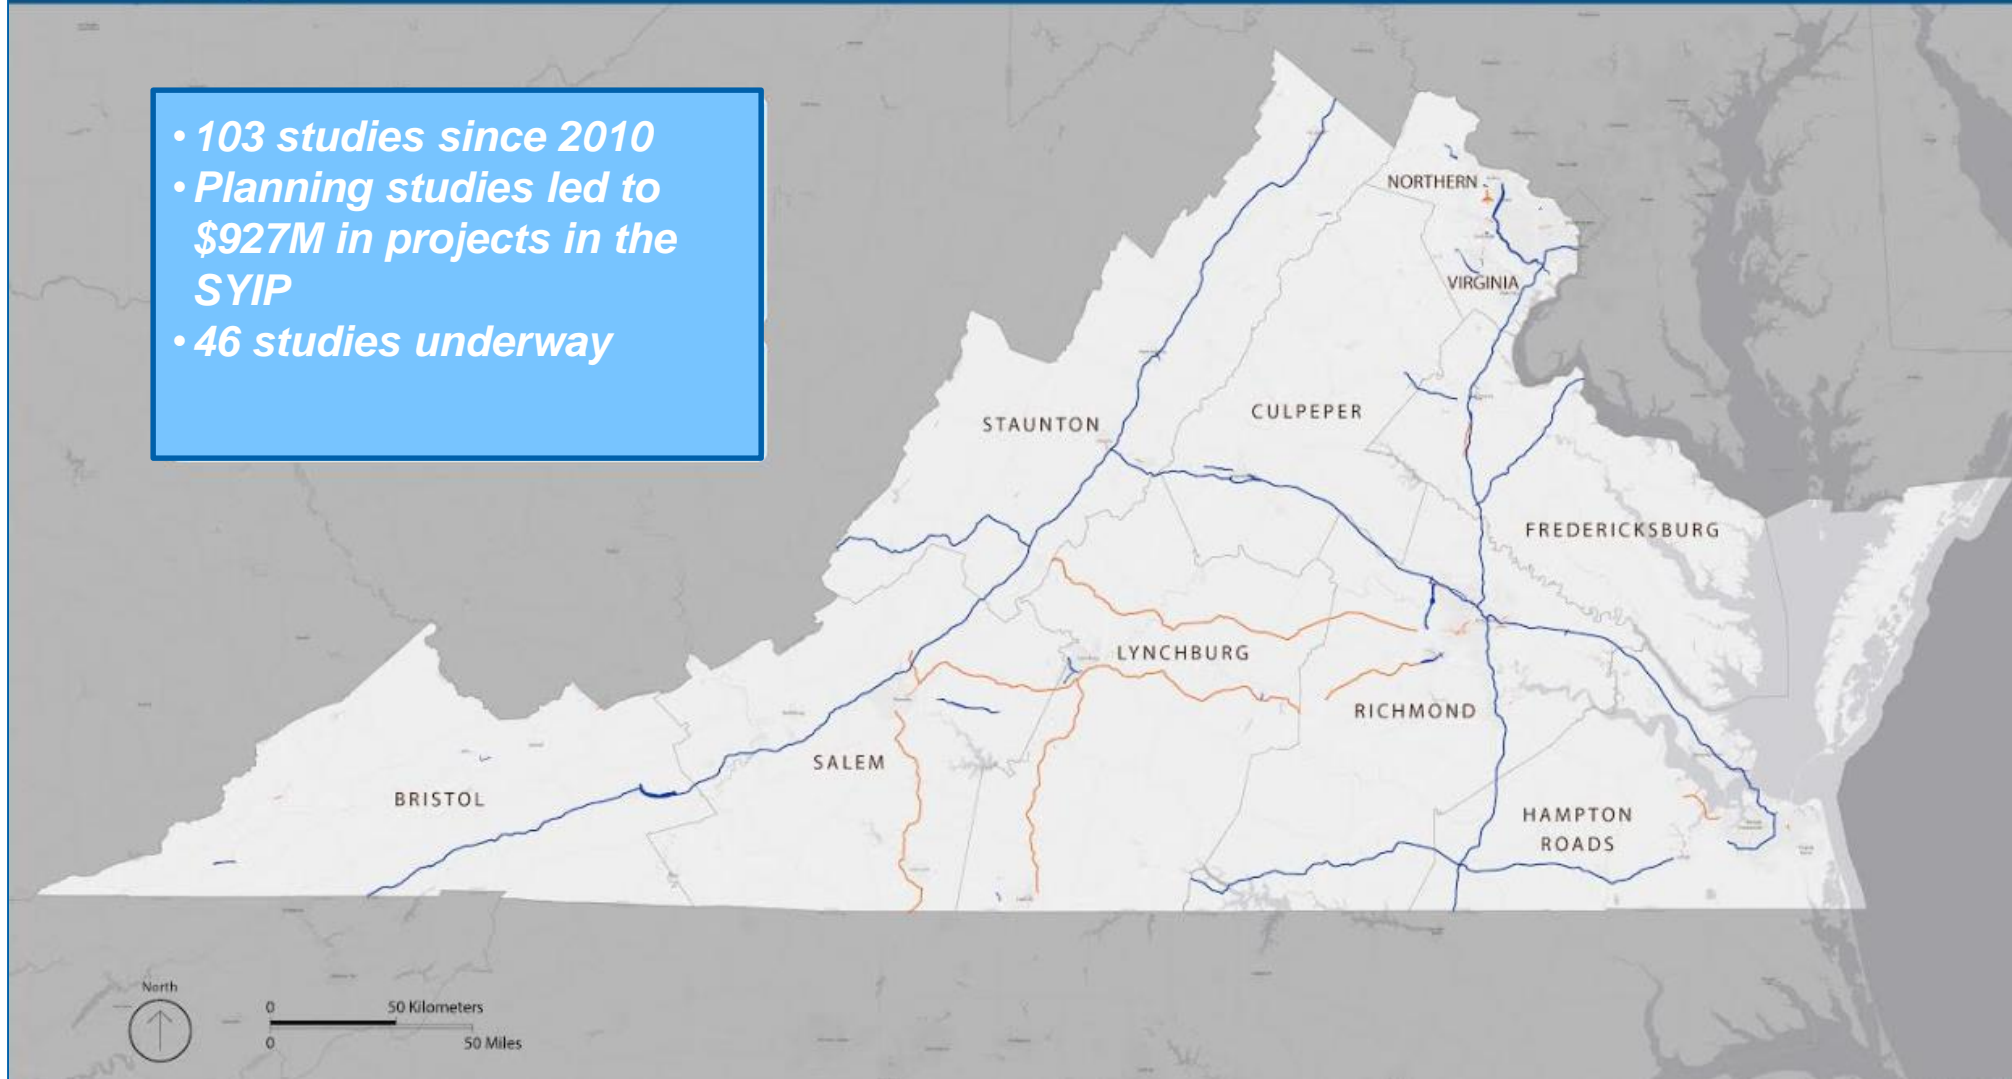 • 103 studies since 2010
• Planning studies led to
$927M in projects in the
SYIP
• 46 studies underway
NORTHERN
VIRGINIA
STAUNTON
CULPEPER
FREDERICKSBURG
LYNCHBURG
RICHMOND
SALEM
BRISTOL
HAMPTON
ROADS
North
0 50 Kilometers
0 50 Miles